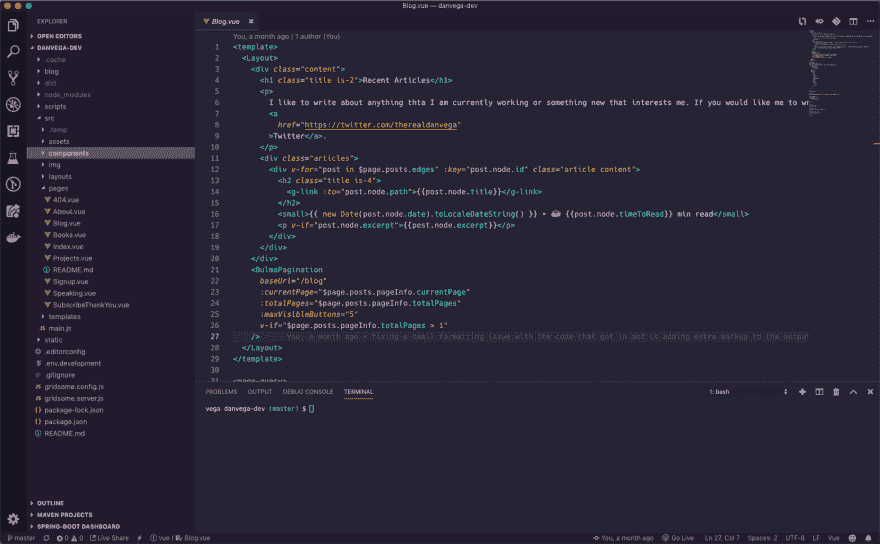 Blog.vue — danvega-dev
EXPLORER
OPEN EDITORS
DANVEGA-DEV
.cache
blog
dist
node_modules
scripts
src
.temp
assets
components
img
layouts
pages
404.vue
About.vue
Blog.vue
Books.vue
Index.vue
Projects.vue
README.md
Signup.vue
Speaking.vue
SubscribeThankYou.vue
templates
main.js
static
.editorconfig
.env.development
.gitignore
gridsome.config.js
gridsome.server.js
package-lock.json
package.json
README.md
OUTLINE
MAVEN PROJECTS
SPRING-BOOT DASHBOARD
Blog.vue
You, a month ago | 1 author (You)
1 <template>
2 <Layout>
3 <div class="content">
4 <h1 class="title is-2">Recent Articles</h1>
5 <p>
6 I like to write about anything thta I am currently working or something new that interests me. If you would like me to wr
7 <a
8 href="https://twitter.com/therealdanvega"
9 >Twitter</a>.
10 </p>
11 <div class="articles">
12 <div v-for="post in $page.posts.edges" :key="post.node.id" class="article content">
13 <h2 class="title is-4">
14 <g-link :to="post.node.path">{{post.node.title}}</g-link>
15 </h2>
16 <small>{{ new Date(post.node.date).toLocaleDateString() }} • ☕ {{post.node.timeToRead}} min read</small>
17 <p v-if="post.node.excerpt">{{post.node.excerpt}}</p>
18 </div>
19 </div>
20 </div>
21 <BulmaPagination
22 baseUrl="/blog"
23 :currentPage="$page.posts.pageInfo.currentPage"
24 :totalPages="$page.posts.pageInfo.totalPages"
25 :maxVisibleButtons="5"
26 v-if="$page.posts.pageInfo.totalPages > 1"
27 /> You, a month ago • fixing a small formatting issue with the code that got in and is adding extra markup to the output
28 </Layout>
29 </template>
30
31 <page-query>
PROBLEMS OUTPUT DEBUG CONSOLE TERMINAL 1: bash
vega danvega-dev (master) $
master 0 0 Live Share vue | Blog.vue You, a month ago Go Live Ln 27, Col 7 Spaces: 2 UTF-8 LF Vue